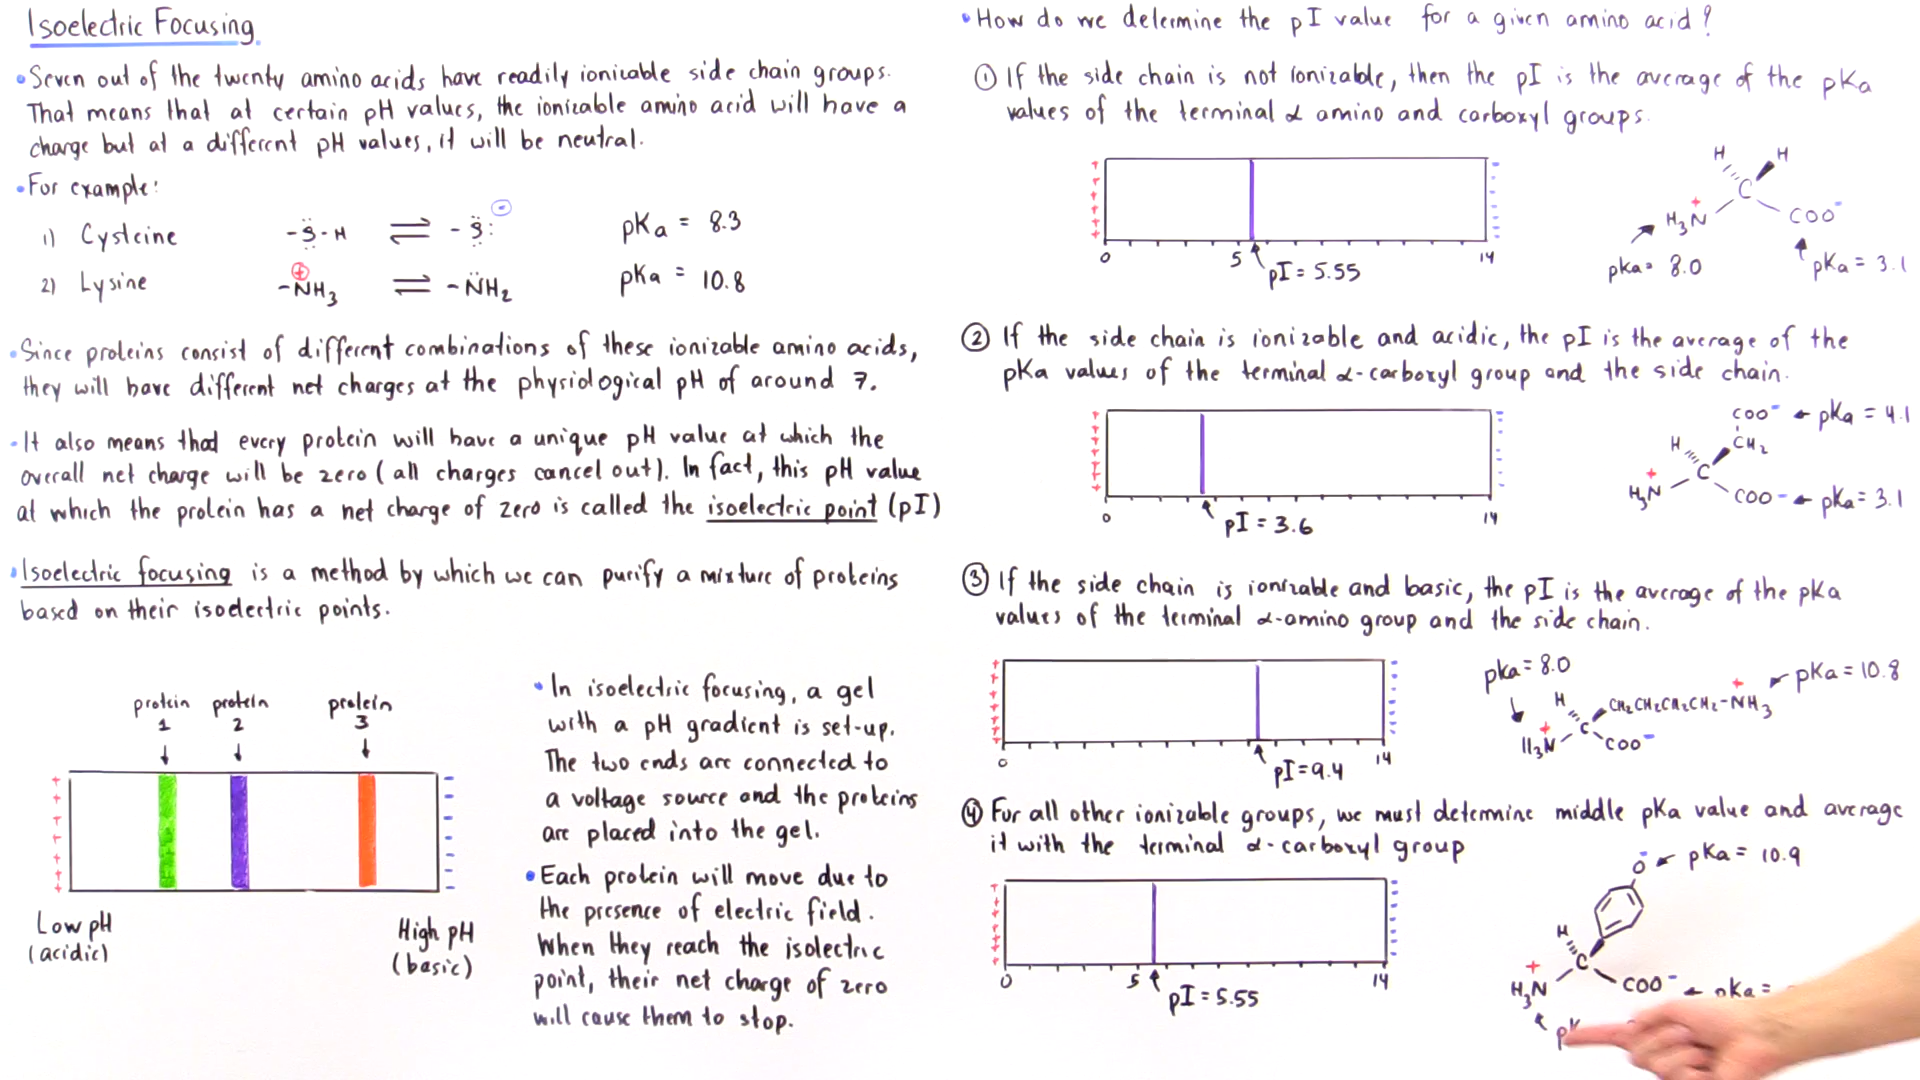 Isoelectric Focusing
• Seven out of the twenty amino acids have readily ionizable side chain groups.
That means that at certain pH values, the ionizable amino acid will have a
charge but at a different pH values, it will be neutral.
• For example:
1) Cysteine -S-H ⇌ -S: ⊖ pKa = 8.3
2) Lysine ⊕ -NH3 ⇌ -NH2 pKa = 10.8
• Since proteins consist of different combinations of these ionizable amino acids,
they will have different net charges at the physiological pH of around 7.
• It also means that every protein will have a unique pH value at which the
overall net charge will be zero (all charges cancel out). In fact, this pH value
at which the protein has a net charge of zero is called the isoelectric point (pI)
• Isoelectric focusing is a method by which we can purify a mixture of proteins
based on their isoelectric points.
protein 1
protein 2
protein 3
Low pH
(acidic)
High pH
(basic)
• In isoelectric focusing, a gel
with a pH gradient is set-up.
The two ends are connected to
a voltage source and the proteins
are placed into the gel.
• Each protein will move due to
the presence of electric field.
When they reach the isolectric
point, their net charge of zero
will cause them to stop.
• How do we determine the pI value for a given amino acid?
① If the side chain is not ionizable, then the pI is the average of the pKa
values of the terminal α amino and carboxyl groups.
0 5 14
pI = 5.55
H H
C
H3N+ COO-
pKa = 8.0 pKa = 3.1
② If the side chain is ionizable and acidic, the pI is the average of the
pKa values of the terminal α-carboxyl group and the side chain.
0 14
pI = 3.6
COO- ← pKa = 4.1
H CH2
C
H3N+ COO- ← pKa = 3.1
③ If the side chain is ionizable and basic, the pI is the average of the pKa
values of the terminal α-amino group and the side chain.
0 14
pI = 9.4
pKa = 8.0 pKa = 10.8
H CH2CH2CH2CH2-NH3+
C
H3N+ COO-
④ For all other ionizable groups, we must determine middle pKa value and average
it with the terminal α-carboxyl group
0 5 14
pI = 5.55
O- ← pKa = 10.9
H
C
H3N+ COO- ← pKa =